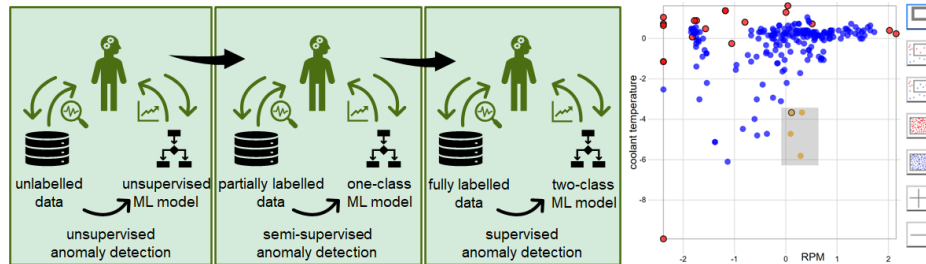 unlabelled
data
unsupervised
ML model
unsupervised
anomaly detection
partially labelled
data
one-class
ML model
semi-supervised
anomaly detection
fully labelled
data
two-class
ML model
supervised
anomaly detection
coolant temperature
0
-2
-4
-6
-8
-2
-1
0
1
2
RPM